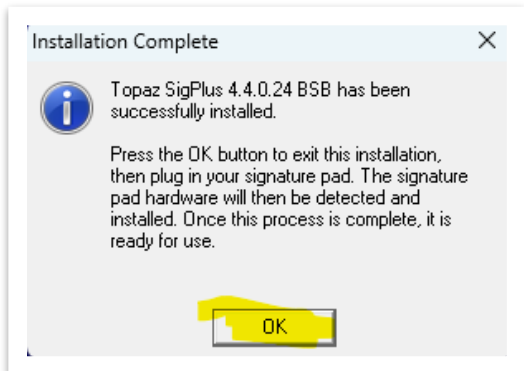 Installation Complete
Topaz SigPlus 4.4.0.24 BSB has been
successfully installed.
Press the OK button to exit this installation,
then plug in your signature pad. The signature
pad hardware will then be detected and
installed. Once this process is complete, it is
ready for use.
OK